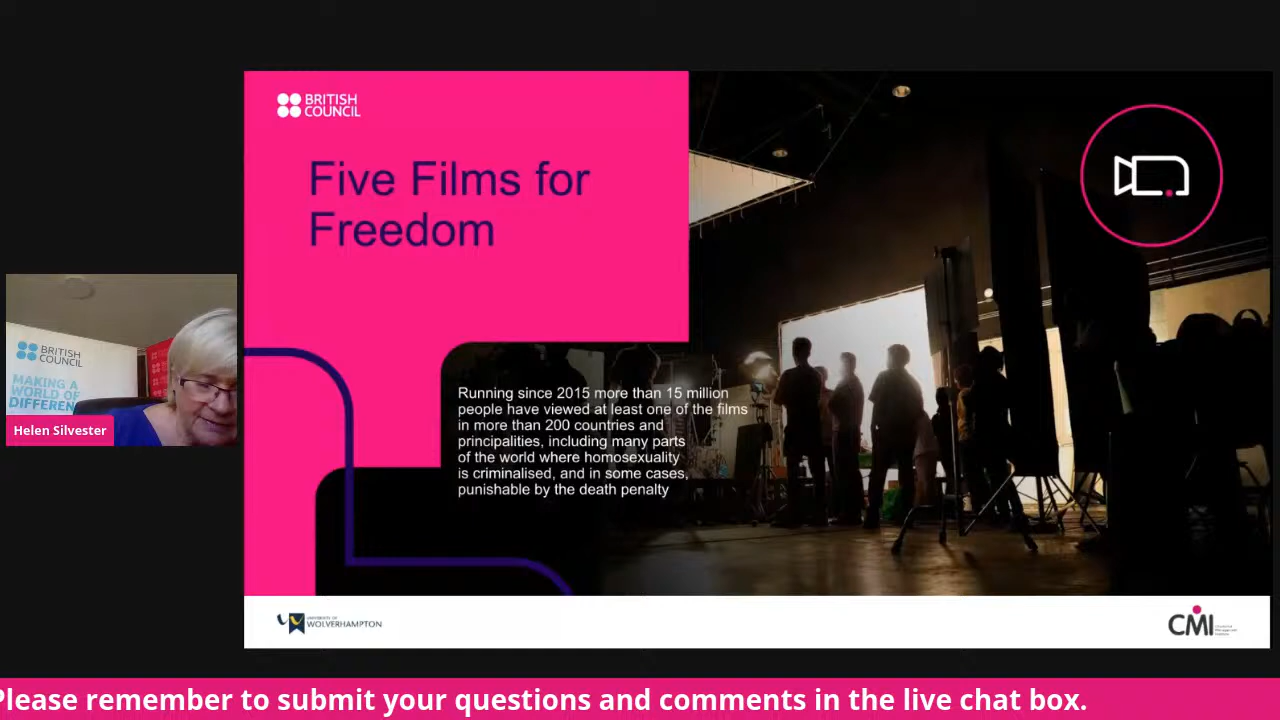 BRITISH
COUNCIL
Five Films for
Freedom
BRITISH
COUNCIL
MAKING A
WORLD OF
DIFFEREN
Helen Silvester
Running since 2015 more than 15 million
people have viewed at least one of the films
in more than 200 countries and
principalities, including many parts
of the world where homosexuality
is criminalised, and in some cases,
punishable by the death penalty
UNIVERSITY OF
WOLVERHAMPTON
CMI
Please remember to submit your questions and comments in the live chat box.